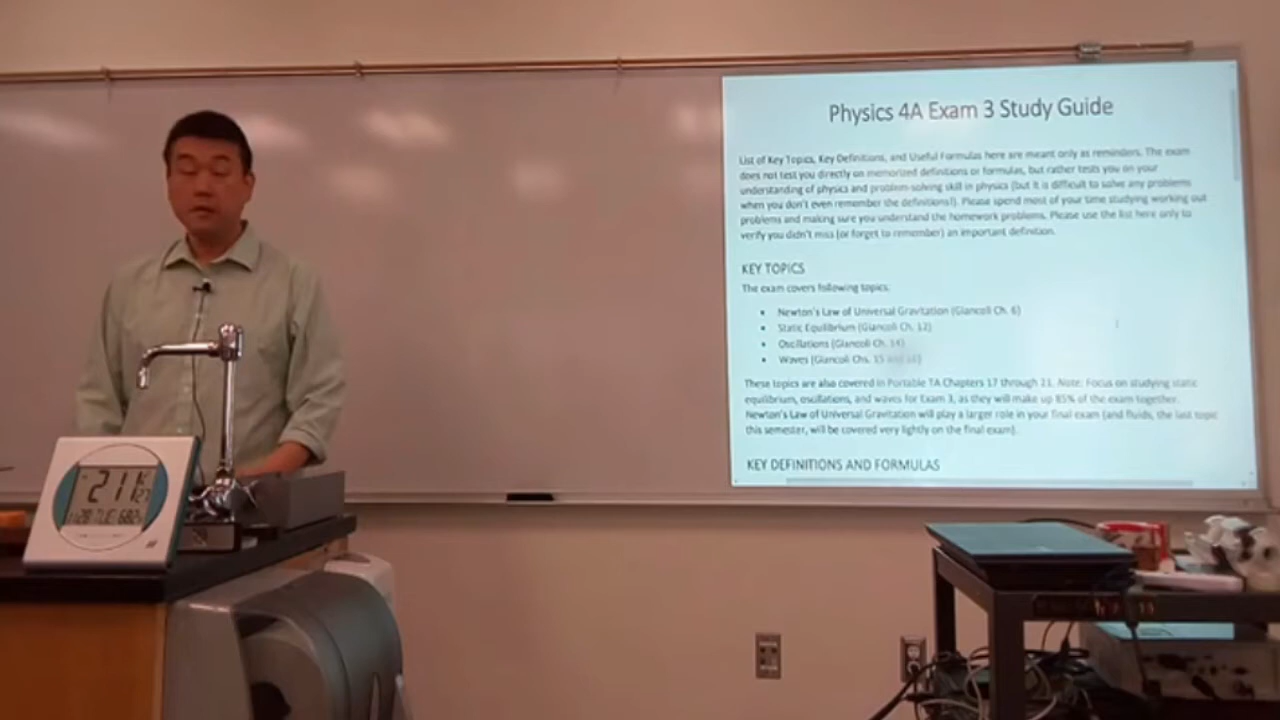 Physics 4A Exam 3 Study Guide
List of Key Topics, Key Definitions, and Useful Formulas here are meant only as reminders. The exam
does not test you directly on memorized definitions or formulas, but rather tests you on your
understanding of physics and problem-solving skill in physics (but it is difficult to solve any problems
when you don't even remember the definitions!). Please spend most of your time studying working out
problems and making sure you understand the homework problems. Please use the list here only to
verify you didn't miss (or forget to remember) an important definition.
KEY TOPICS
The exam covers following topics:
• Newton's Law of Universal Gravitation (Giancoli Ch. 6)
• Static Equilibrium (Giancoli Ch. 12)
• Oscillations (Giancoli Ch. 14)
• Waves (Giancoli Chs. 15 and 16)
These topics are also covered in Portable TA Chapters 17 through 21. Note: Focus on studying static
equilibrium, oscillations, and waves for Exam 3, as they will make up 85% of the exam together.
Newton's Law of Universal Gravitation will play a larger role in your final exam (and fluids, the last topic
this semester, will be covered very lightly on the final exam).
KEY DEFINITIONS AND FORMULAS
211
27
TUE